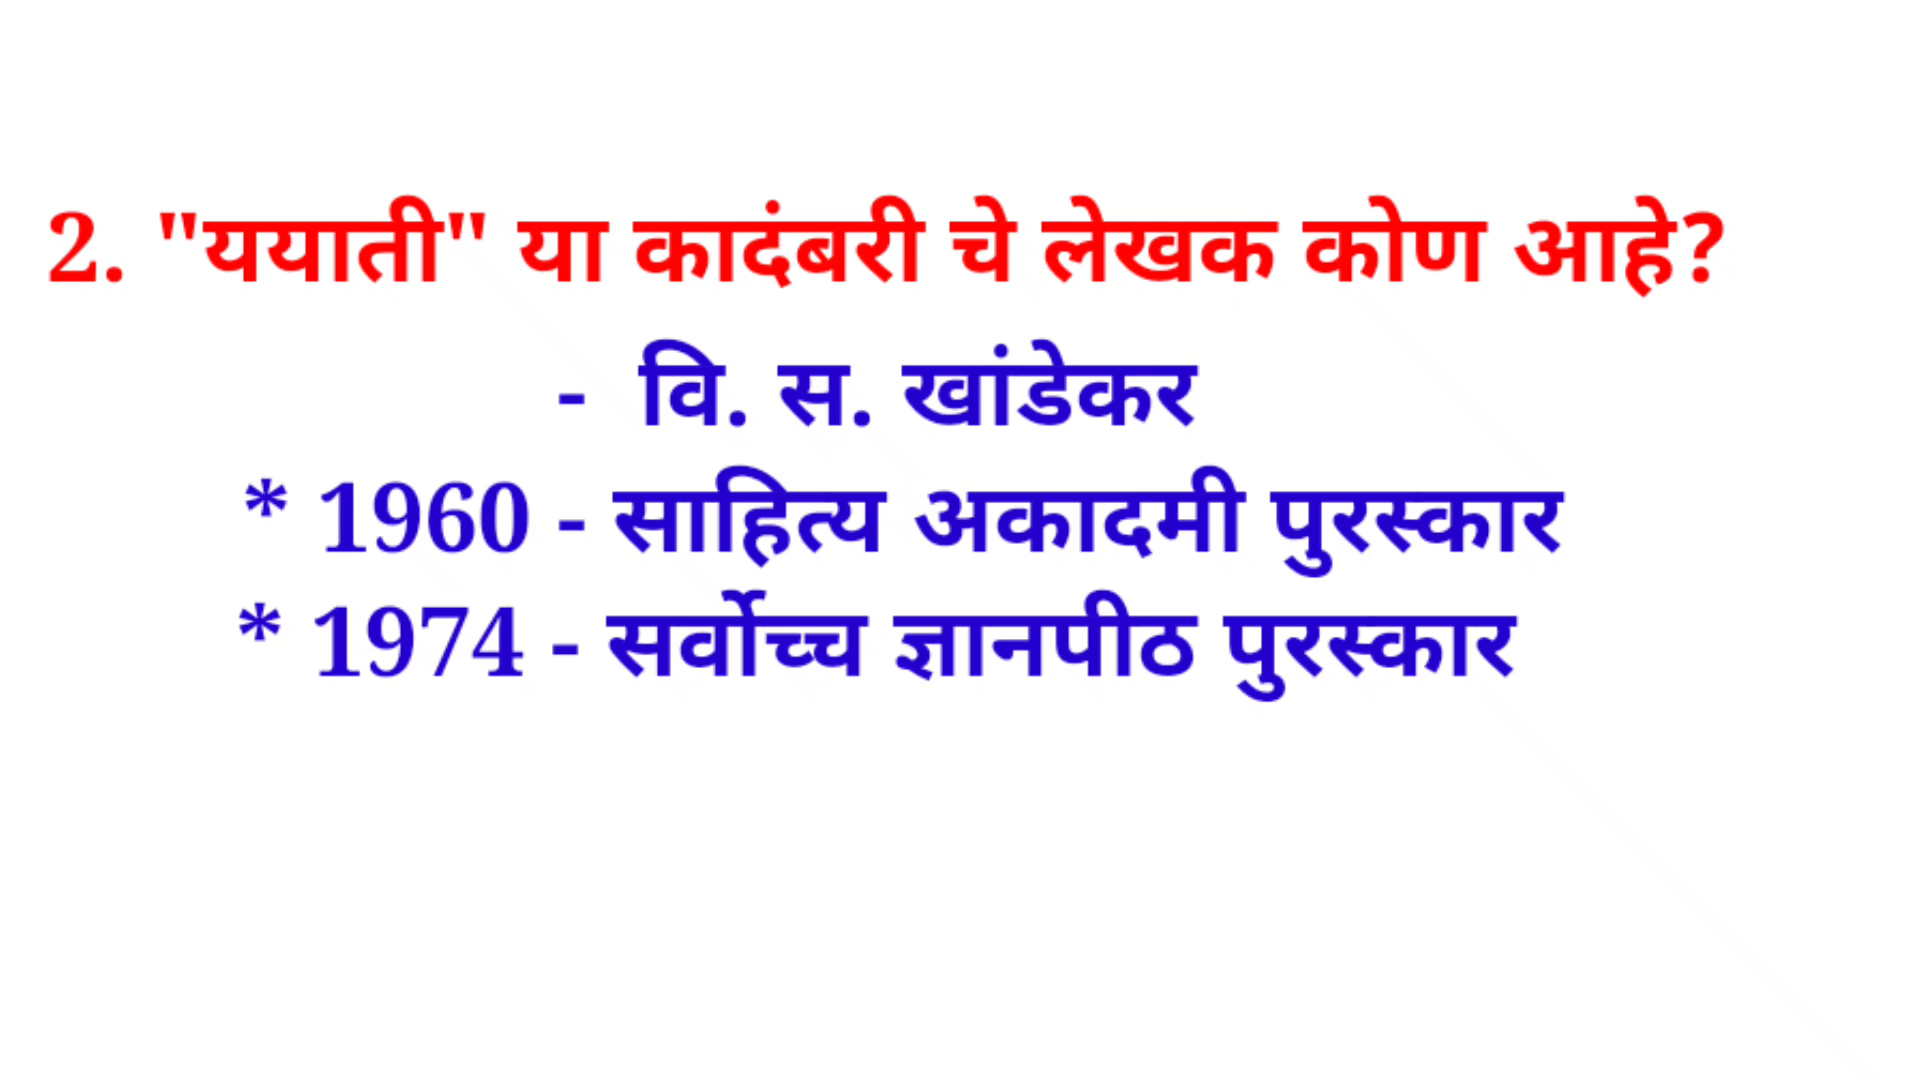 2. "ययाती" या कादंबरी चे लेखक कोण आहे?
- वि. स. खांडेकर
* 1960 - साहित्य अकादमी पुरस्कार
* 1974 - सर्वोच्च ज्ञानपीठ पुरस्कार